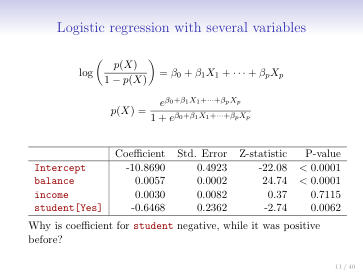 Logistic regression with several variables
log ( p(X) / 1 − p(X) ) = β₀ + β₁X₁ + ··· + βₚXₚ
p(X) = e^{β₀+β₁X₁+···+βₚXₚ} / 1 + e^{β₀+β₁X₁+···+βₚXₚ}
Coefficient Std. Error Z-statistic P-value
Intercept -10.8690 0.4923 -22.08 < 0.0001
balance 0.0057 0.0002 24.74 < 0.0001
income 0.0030 0.0082 0.37 0.7115
student[Yes] -0.6468 0.2362 -2.74 0.0062
Why is coefficient for student negative, while it was positive
before?
11 / 40